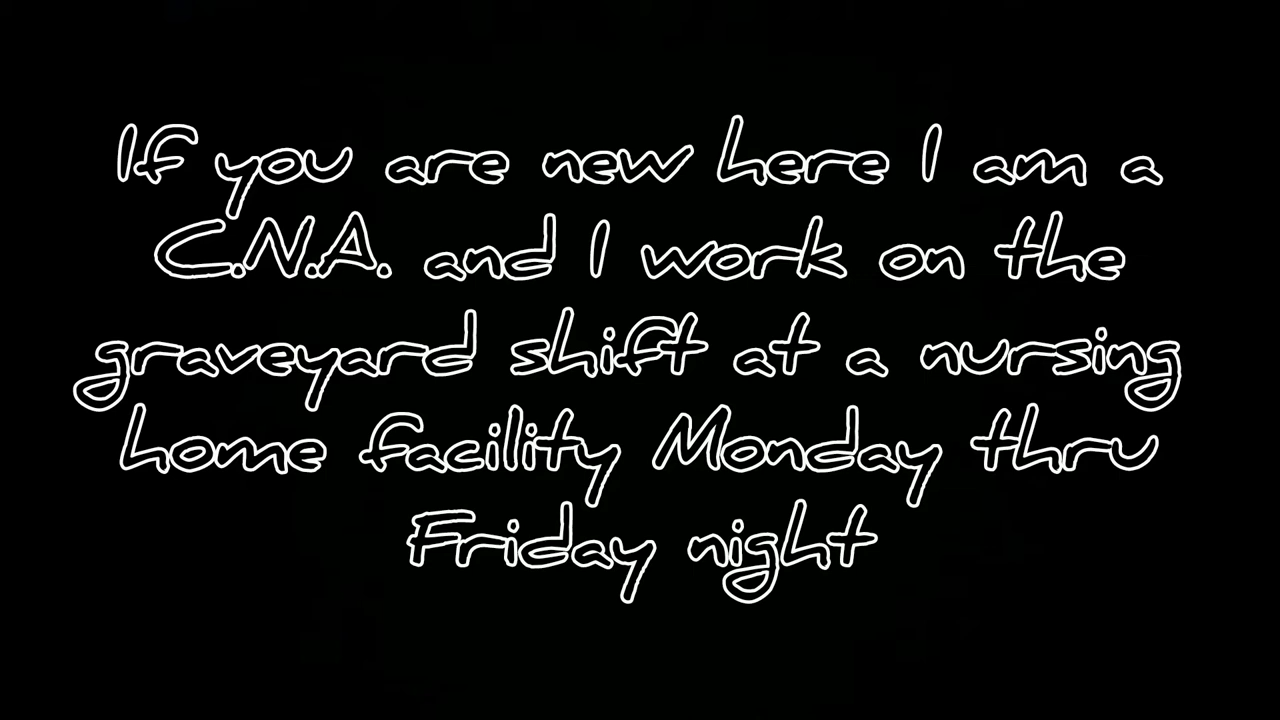 If you are new here I am a
C.N.A. and I work on the
graveyard shift at a nursing
home facility Monday thru
Friday night